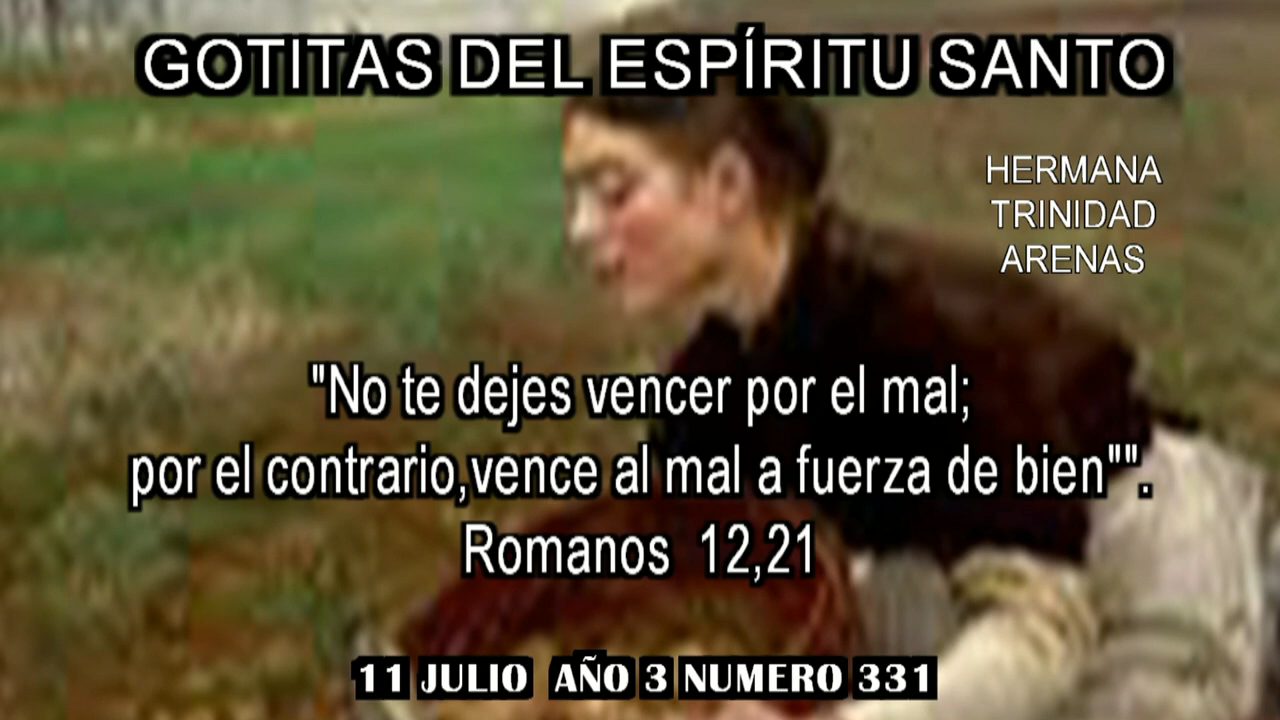 GOTITAS DEL ESPÍRITU SANTO
HERMANA
TRINIDAD
ARENAS
"No te dejes vencer por el mal;
por el contrario,vence al mal a fuerza de bien"".
Romanos 12,21
11 JULIO AÑO 3 NUMERO 331